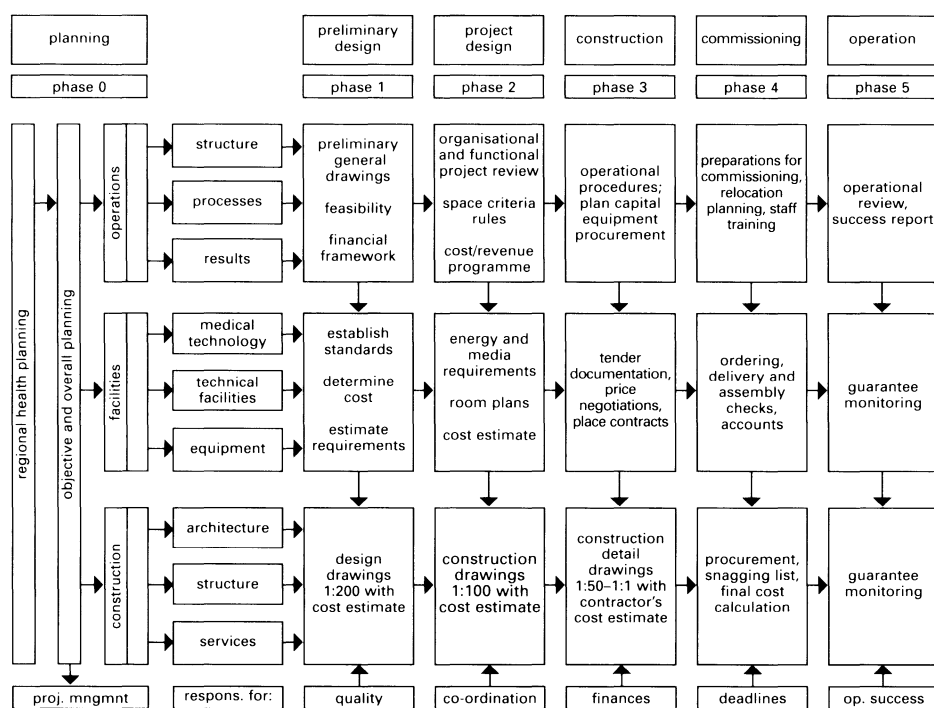 planning
preliminary
design
project
design
construction
commissioning
operation
phase 0
phase 1
phase 2
phase 3
phase 4
phase 5
regional health planning
objective and overall planning
operations
structure
processes
results
preliminary
general
drawings
feasibility
financial
framework
organisational
and functional
project review
space criteria
rules
cost/revenue
programme
operational
procedures;
plan capital
equipment
procurement
preparations for
commissioning,
relocation
planning, staff
training
operational
review,
success report
facilities
medical
technology
technical
facilities
equipment
establish
standards
determine
cost
estimate
requirements
energy and
media
requirements
room plans
cost estimate
tender
documentation,
price
negotiations,
place contracts
ordering,
delivery and
assembly
checks,
accounts
guarantee
monitoring
construction
architecture
structure
services
design
drawings
1:200 with
cost estimate
construction
drawings
1:100 with
cost estimate
construction
detail
drawings
1:50–1:1 with
contractor's
cost estimate
procurement,
snagging list,
final cost
calculation
guarantee
monitoring
proj. mngmnt
respons. for:
quality
co-ordination
finances
deadlines
op. success